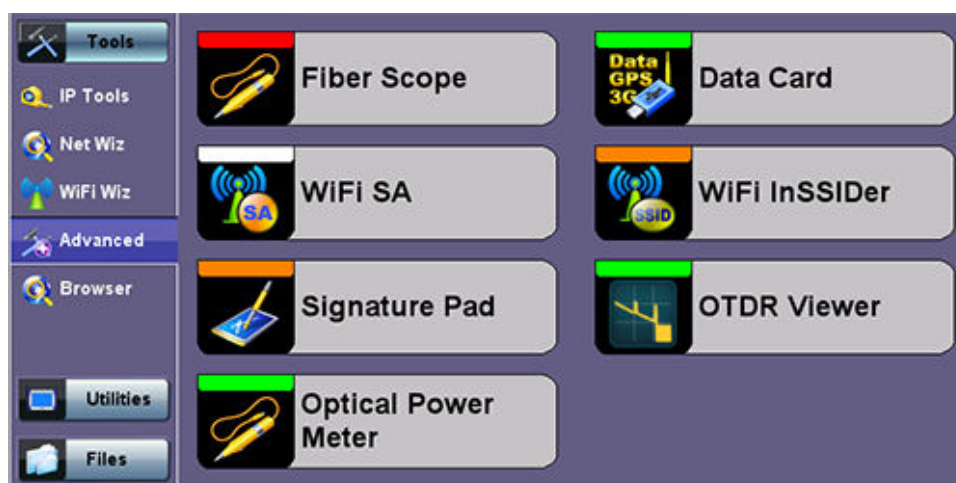 Tools
IP Tools
Net Wiz
WiFi Wiz
Advanced
Browser
Utilities
Files
Fiber Scope
Data
GPS
3G
Data Card
SA
WiFi SA
SSID
WiFi InSSIDer
Signature Pad
OTDR Viewer
Optical Power
Meter